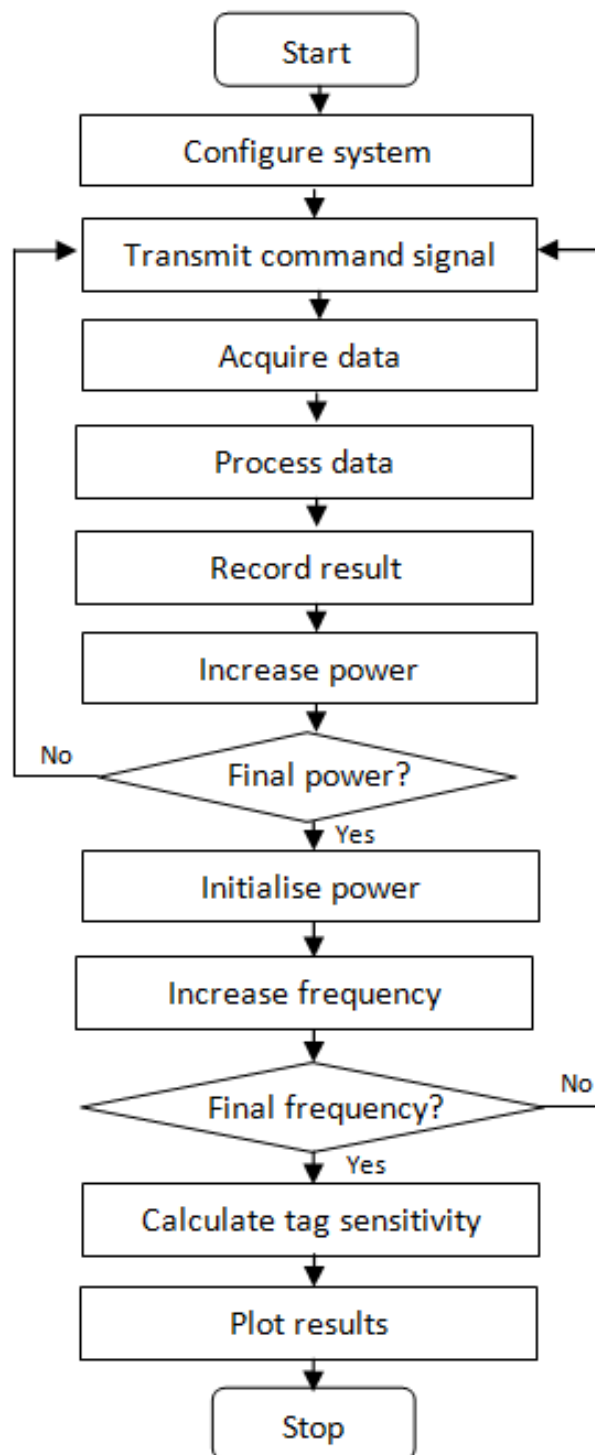 Start
Configure system
Transmit command signal
Acquire data
Process data
Record result
Increase power
No
Final power?
Yes
Initialise power
Increase frequency
No
Final frequency?
Yes
Calculate tag sensitivity
Plot results
Stop